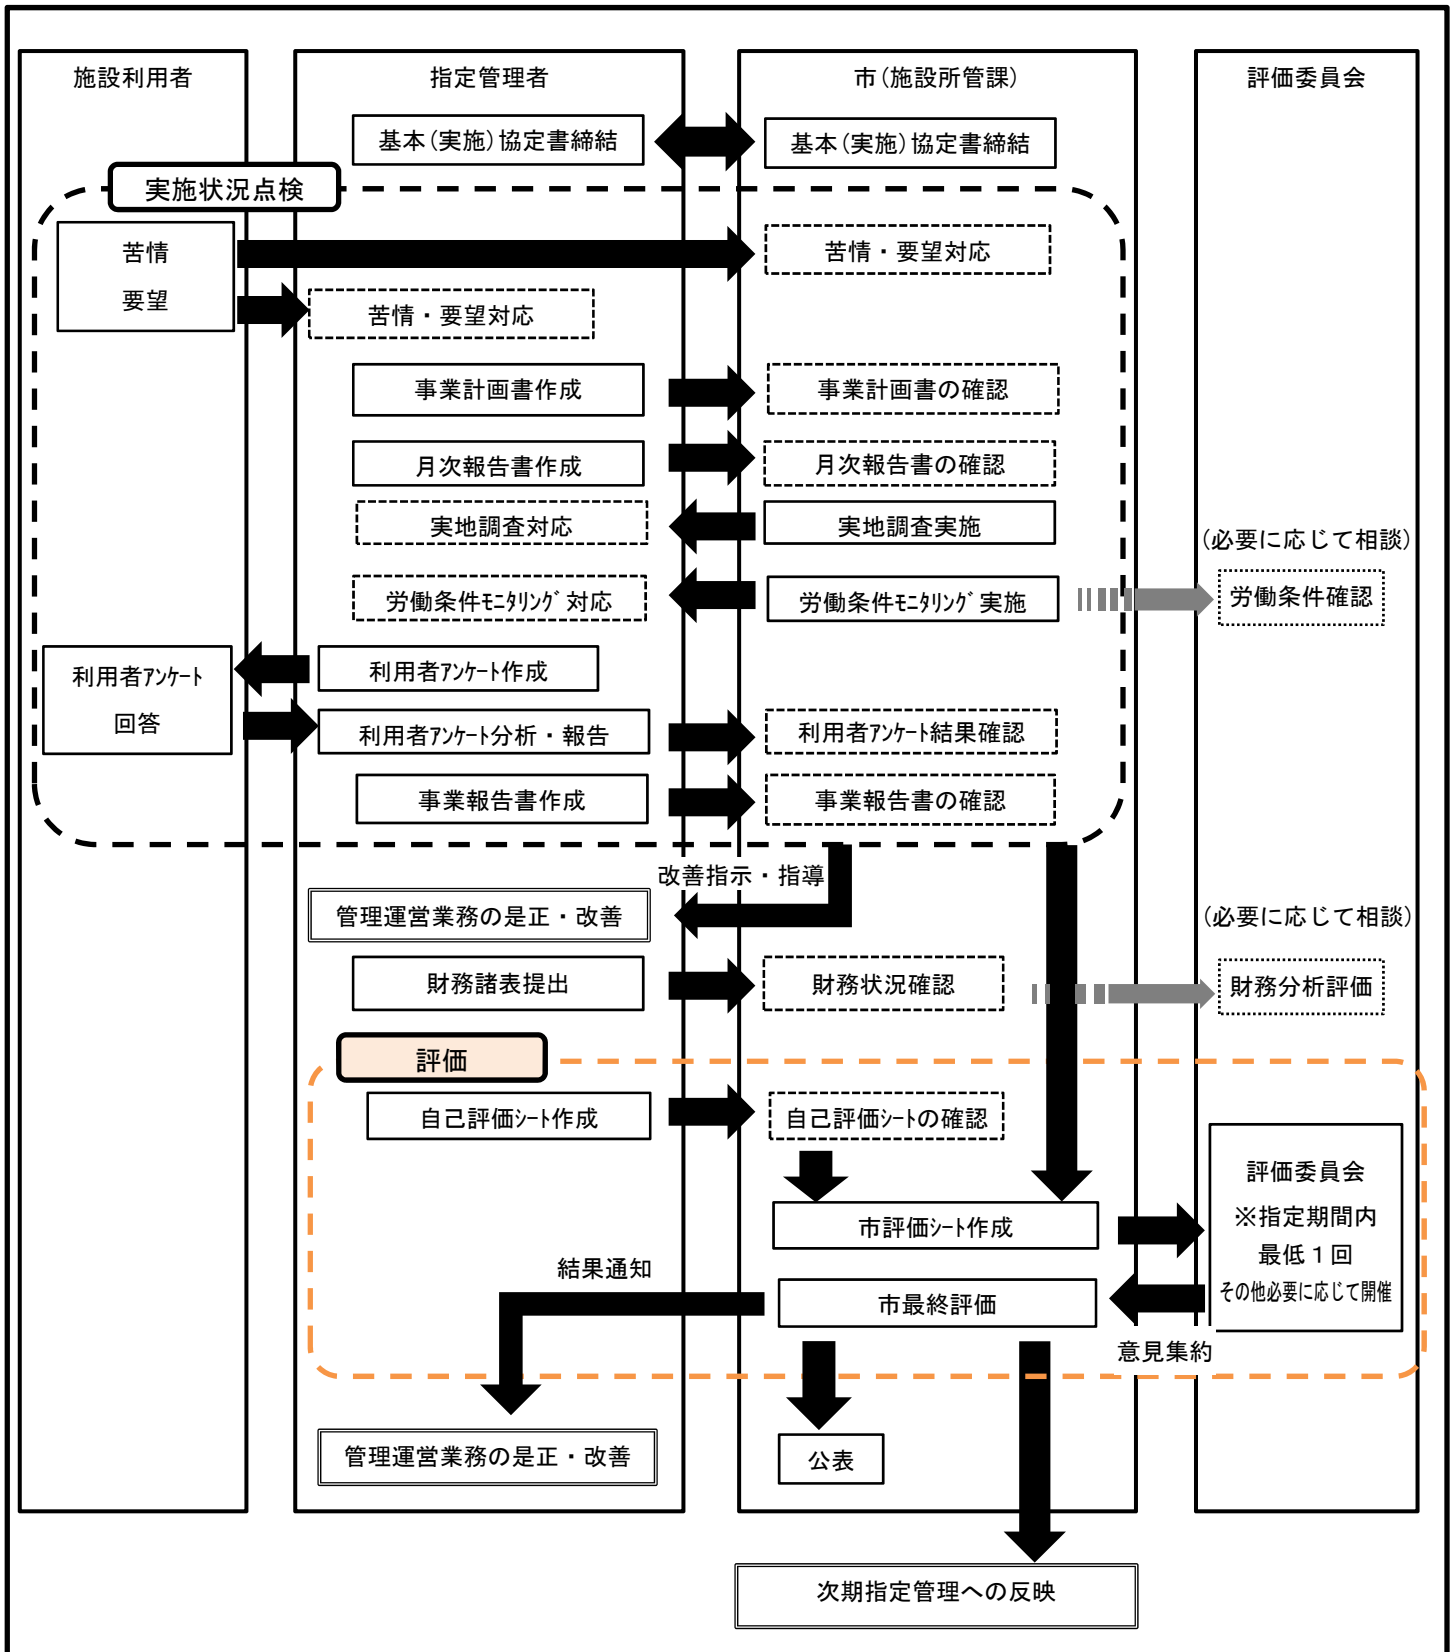 施設利用者
指定管理者
市(施設所管課)
評価委員会
基本(実施)協定書締結
基本(実施)協定書締結
実施状況点検
苦情
要望
苦情・要望対応
苦情・要望対応
事業計画書作成
事業計画書の確認
月次報告書作成
月次報告書の確認
実地調査対応
実地調査実施
(必要に応じて相談)
労働条件ﾓﾆﾀﾘﾝｸﾞ対応
労働条件ﾓﾆﾀﾘﾝｸﾞ実施
労働条件確認
利用者ｱﾝｹｰﾄ
回答
利用者ｱﾝｹｰﾄ作成
利用者ｱﾝｹｰﾄ分析・報告
利用者ｱﾝｹｰﾄ結果確認
事業報告書作成
事業報告書の確認
改善指示・指導
管理運営業務の是正・改善
(必要に応じて相談)
財務諸表提出
財務状況確認
財務分析評価
評価
自己評価ｼｰﾄ作成
自己評価ｼｰﾄの確認
評価委員会
※指定期間内
最低１回
その他必要に応じて開催
市評価ｼｰﾄ作成
結果通知
市最終評価
意見集約
管理運営業務の是正・改善
公表
次期指定管理への反映